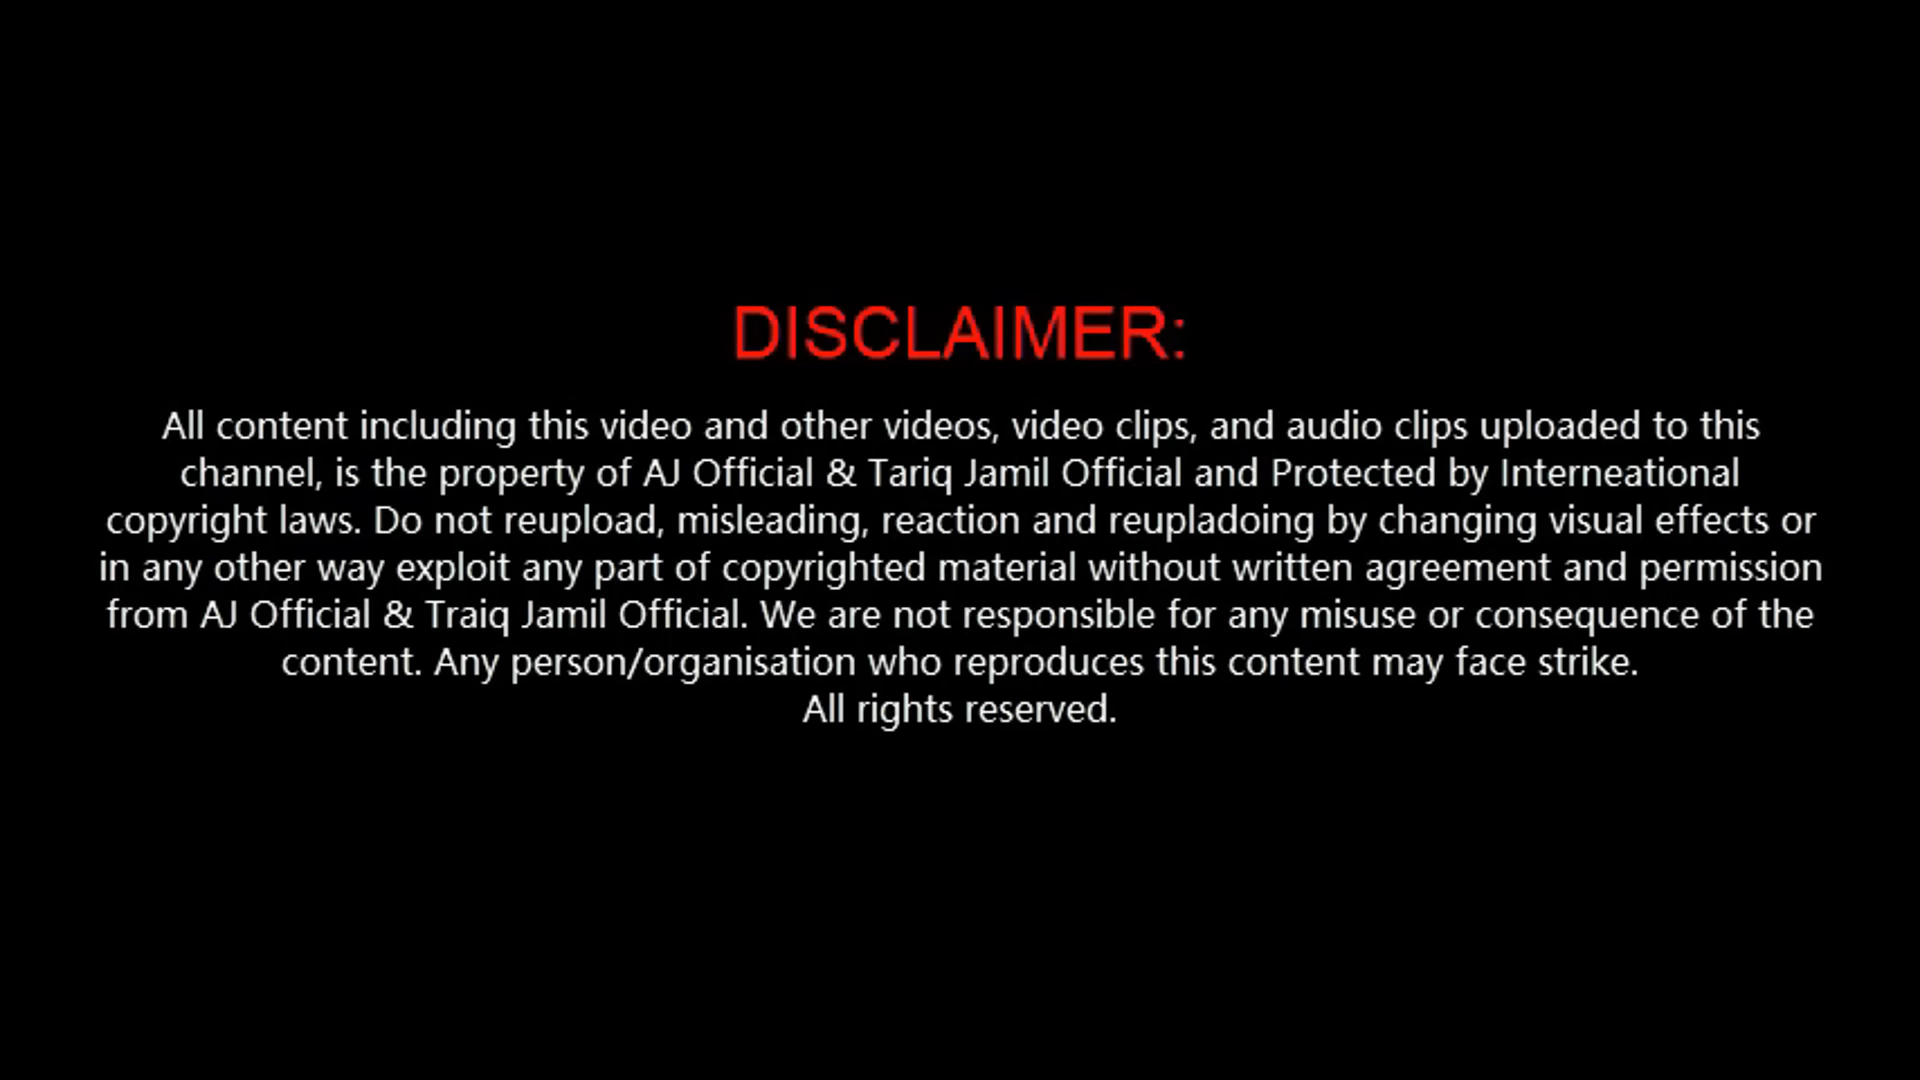 DISCLAIMER:
All content including this video and other videos, video clips, and audio clips uploaded to this
channel, is the property of AJ Official & Tariq Jamil Official and Protected by Interneational
copyright laws. Do not reupload, misleading, reaction and reupladoing by changing visual effects or
in any other way exploit any part of copyrighted material without written agreement and permission
from AJ Official & Traiq Jamil Official. We are not responsible for any misuse or consequence of the
content. Any person/organisation who reproduces this content may face strike.
All rights reserved.